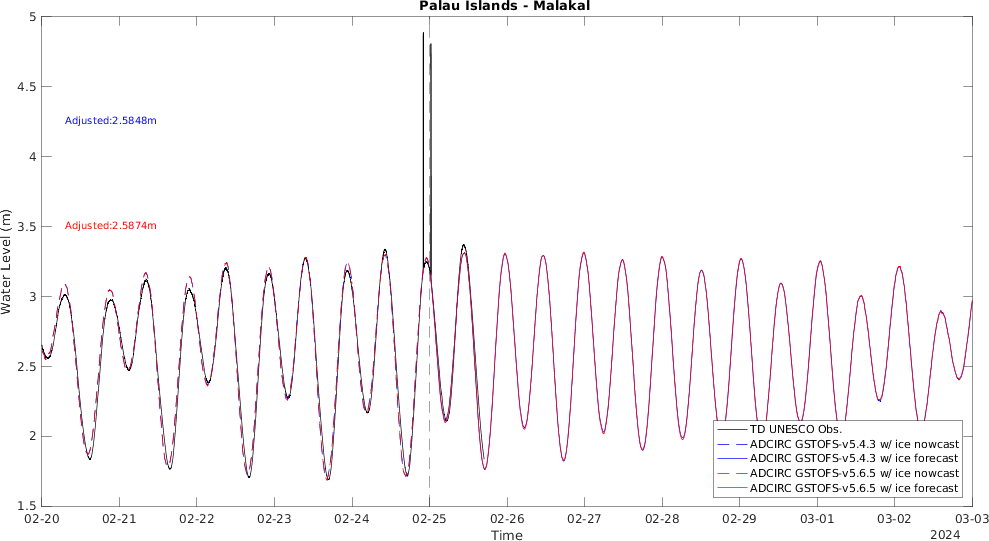 Palau Islands - Malakal
5
4.5
4
3.5
3
2.5
2
1.5
Water Level (m)
Adjusted:2.5848m
Adjusted:2.5874m
TD UNESCO Obs.
ADCIRC GSTOFS-v5.4.3 w/ ice nowcast
ADCIRC GSTOFS-v5.4.3 w/ ice forecast
ADCIRC GSTOFS-v5.6.5 w/ ice nowcast
ADCIRC GSTOFS-v5.6.5 w/ ice forecast
02-20 02-21 02-22 02-23 02-24 02-25 02-26 02-27 02-28 02-29 03-01 03-02 03-03
Time
2024